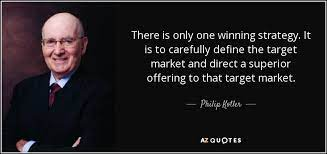 There is only one winning strategy. It
is to carefully define the target
market and direct a superior
offering to that target market.
Philip Kotler
AZ QUOTES